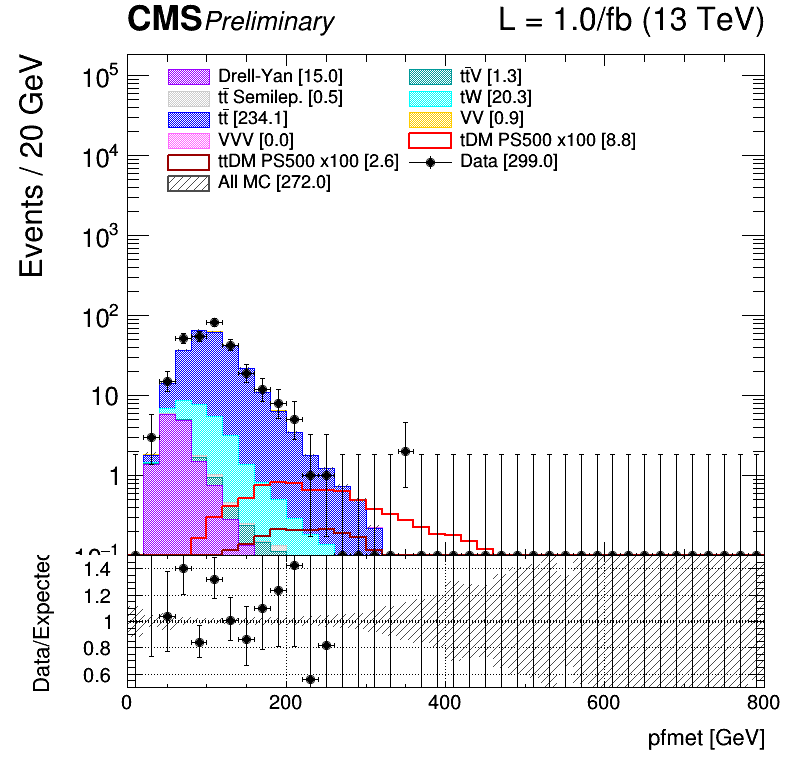 CMS Preliminary L = 1.0/fb (13 TeV)
Events / 20 GeV
Drell-Yan [15.0] tt̄V [1.3]
tt̄ Semilep. [0.5] tW [20.3]
tt̄ [234.1] VV [0.9]
VVV [0.0] tDM PS500 x100 [8.8]
ttDM PS500 x100 [2.6] Data [299.0]
All MC [272.0]
10⁵
10⁴
10³
10²
10
1
10⁻¹
Data/Expected
1.4
1.2
1
0.8
0.6
0 200 400 600 800
pfmet [GeV]